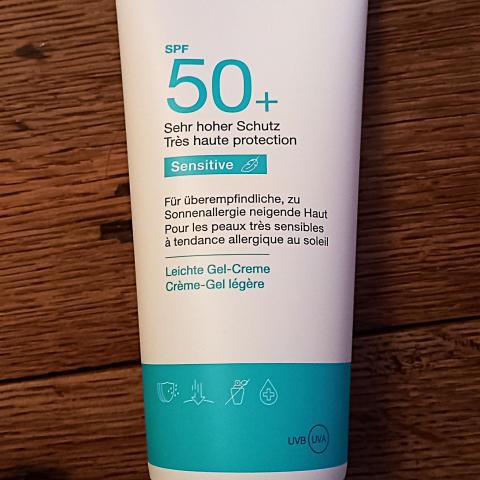 SPF
50+
Sehr hoher Schutz
Très haute protection
Sensitive
Für überempfindliche, zu
Sonnenallergie neigende Haut
Pour les peaux très sensibles
à tendance allergique au soleil
Leichte Gel-Creme
Crème-Gel légère
UVB UVA